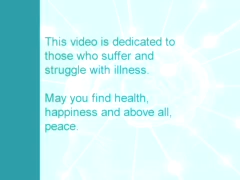 This video is dedicated to
those who suffer and
struggle with illness.
May you find health,
happiness and above all,
peace.